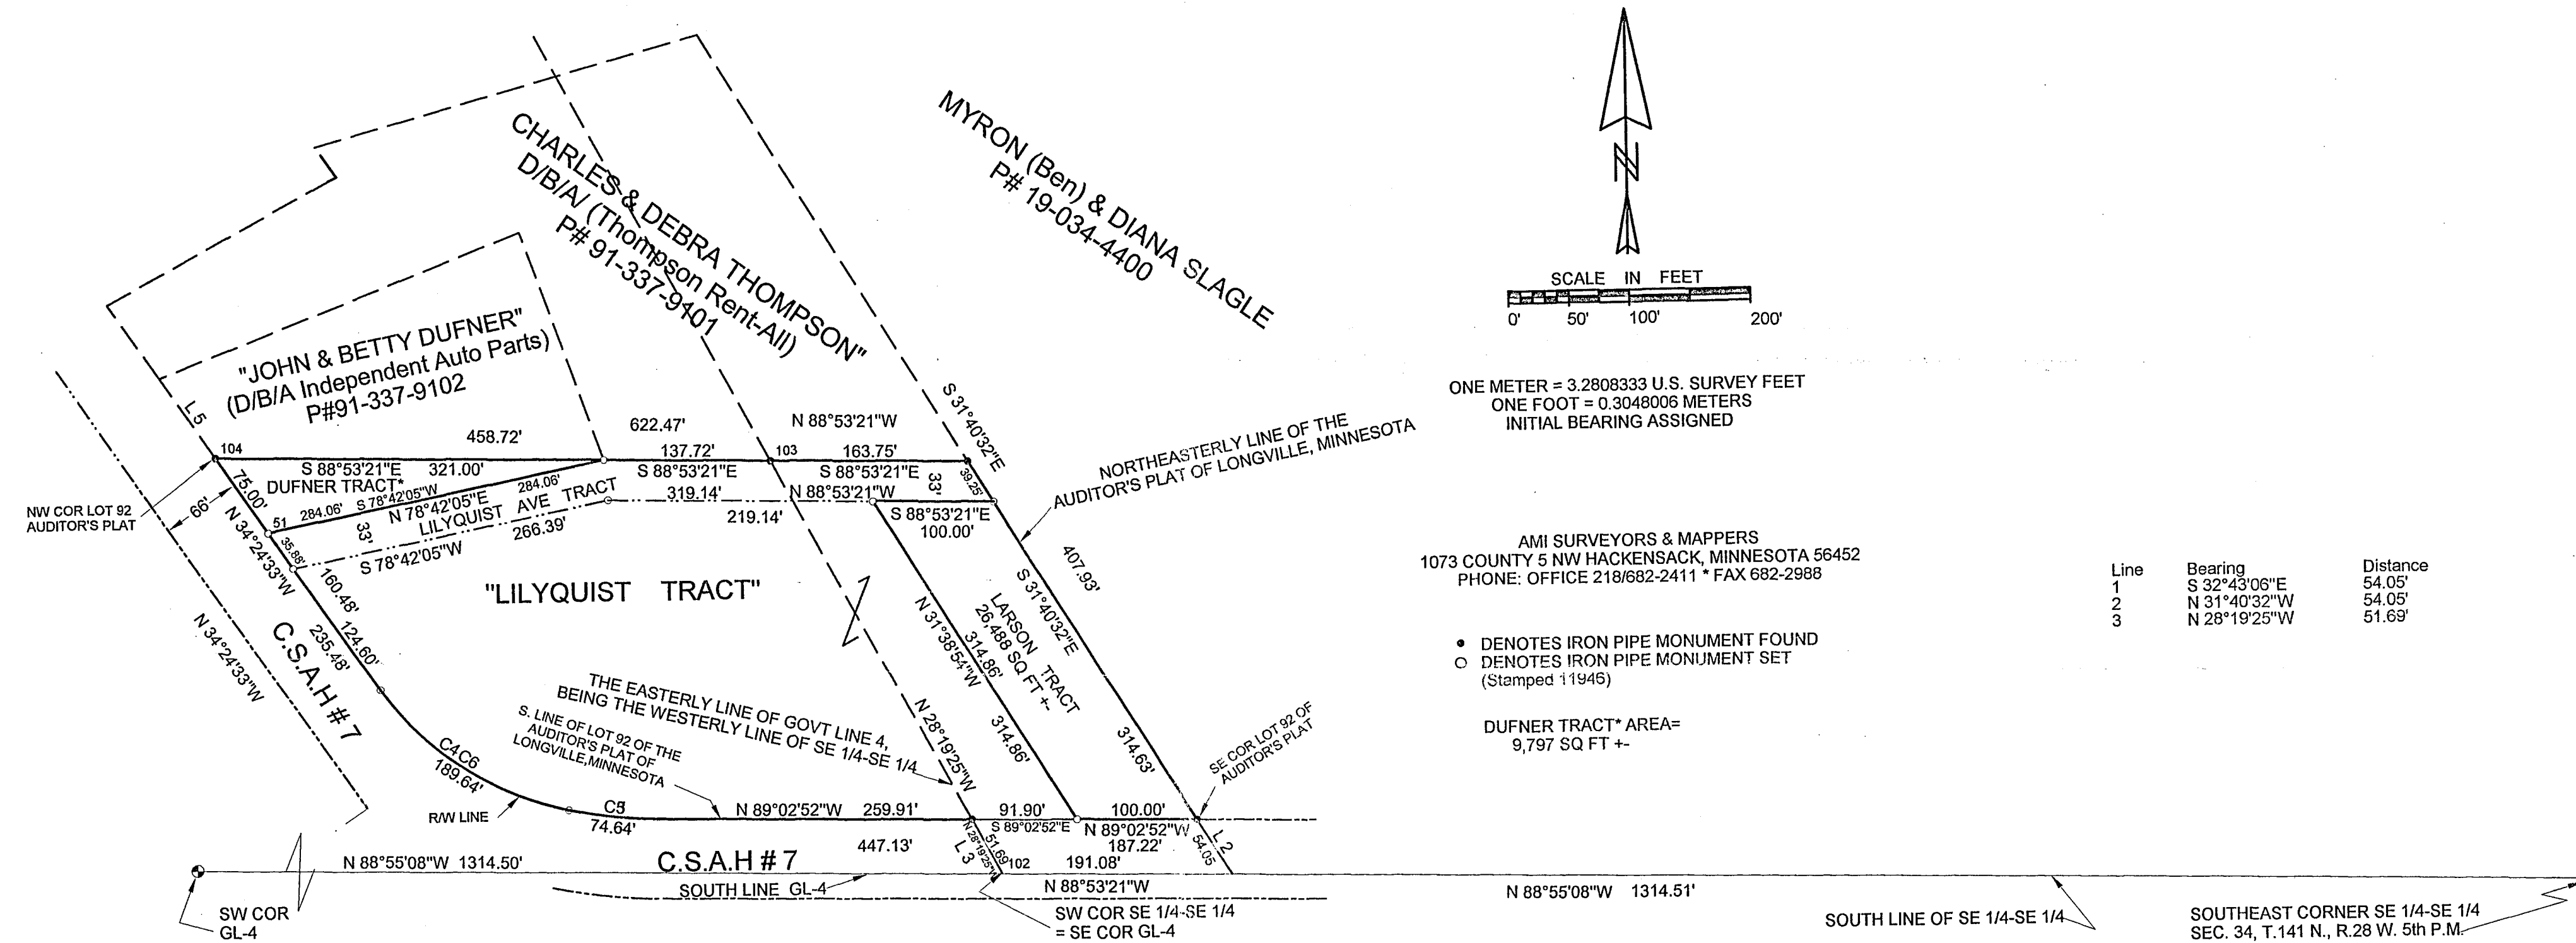 CHARLES & DEBRA THOMPSON"
D/B/A/ (Thompson Rent-All)
P# 91-337-9101
MYRON (Ben) & DIANA SLAGLE
P# 19-034-4400
N
SCALE IN FEET
0' 50' 100' 200'
ONE METER = 3.2808333 U.S. SURVEY FEET
ONE FOOT = 0.3048006 METERS
INITIAL BEARING ASSIGNED
"JOHN & BETTY DUFNER"
(D/B/A Independent Auto Parts)
P#91-337-9102
L 5
104
458.72'
622.47'
N 88°53'21"W
137.72'
103
163.75'
S 31°40'32"E
S 88°53'21"E 321.00'
S 88°53'21"E
S 88°53'21"E
39.25'
33'
NORTHEASTERLY LINE OF THE
AUDITOR'S PLAT OF LONGVILLE, MINNESOTA
DUFNER TRACT*
75.00'
66'
NW COR LOT 92
AUDITOR'S PLAT
51
284.06'
S 78°42'05"W
284.06'
N 78°42'05"E
LILYQUIST AVE TRACT
33'
S 78°42'05"W
266.39'
319.14'
N 88°53'21"W
219.14'
S 88°53'21"E
100.00'
35.88'
N 34°24'33"W
160.48'
124.60'
235.48'
N 34°24'33"W
C.S.A.H # 7
"LILYQUIST TRACT"
407.93'
S 31°40'32"E
LARSON TRACT
26,488 SQ FT +-
N 31°38'54"W
314.86'
314.86'
314.63'
AMI SURVEYORS & MAPPERS
1073 COUNTY 5 NW HACKENSACK, MINNESOTA 56452
PHONE: OFFICE 218/682-2411 * FAX 682-2988
Line Bearing Distance
1 S 32°43'06"E 54.05'
2 N 31°40'32"W 54.05'
3 N 28°19'25"W 51.69'
DENOTES IRON PIPE MONUMENT FOUND
DENOTES IRON PIPE MONUMENT SET
(Stamped 11946)
DUFNER TRACT* AREA=
9,797 SQ FT +-
THE EASTERLY LINE OF GOVT LINE 4,
BEING THE WESTERLY LINE OF SE 1/4-SE 1/4
S. LINE OF LOT 92 OF THE
AUDITOR'S PLAT OF
LONGVILLE,MINNESOTA
N 28°19'25"W
SE COR LOT 92 OF
AUDITOR'S PLAT
C4 C6
189.64'
R/W LINE
74.64'
N 89°02'52"W 259.91'
91.90'
S 89°02'52"E
100.00'
N 89°02'52"W
187.22'
L 2
54.05
N 28°19'25"W
51.69
L 3
102
191.08'
447.13'
N 88°55'08"W 1314.50'
C.S.A.H # 7
SOUTH LINE GL-4
N 88°53'21"W
N 88°55'08"W 1314.51'
SW COR
GL-4
SW COR SE 1/4-SE 1/4
= SE COR GL-4
SOUTH LINE OF SE 1/4-SE 1/4
SOUTHEAST CORNER SE 1/4-SE 1/4
SEC. 34, T.141 N., R.28 W. 5th P.M.